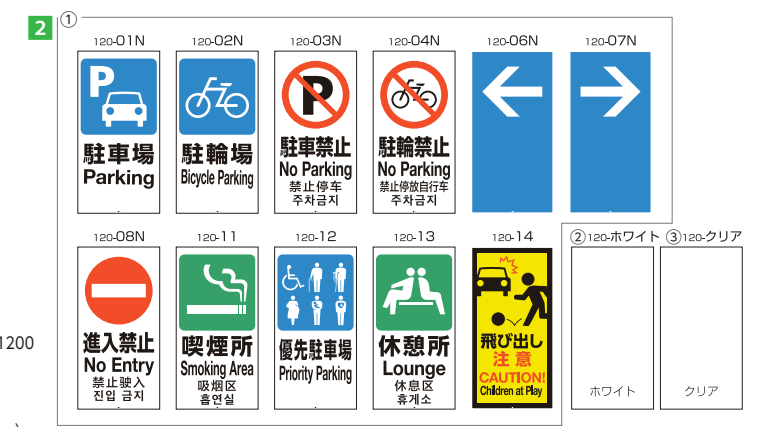 2
①
120-01N
P
駐車場
Parking
120-02N
駐輪場
Bicycle Parking
120-03N
P
駐車禁止
No Parking
禁止停车
주차금지
120-04N
駐輪禁止
No Parking
禁止停放自行车
주차금지
120-06N
120-07N
120-08N
進入禁止
No Entry
禁止驶入
진입 금지
120-11
喫煙所
Smoking Area
吸烟区
흡연실
120-12
優先駐車場
Priority Parking
120-13
休憩所
Lounge
休息区
휴게소
120-14
飛び出し
注意
CAUTION!
Children at Play
②120-ホワイト
ホワイト
③120-クリア
クリア
1200